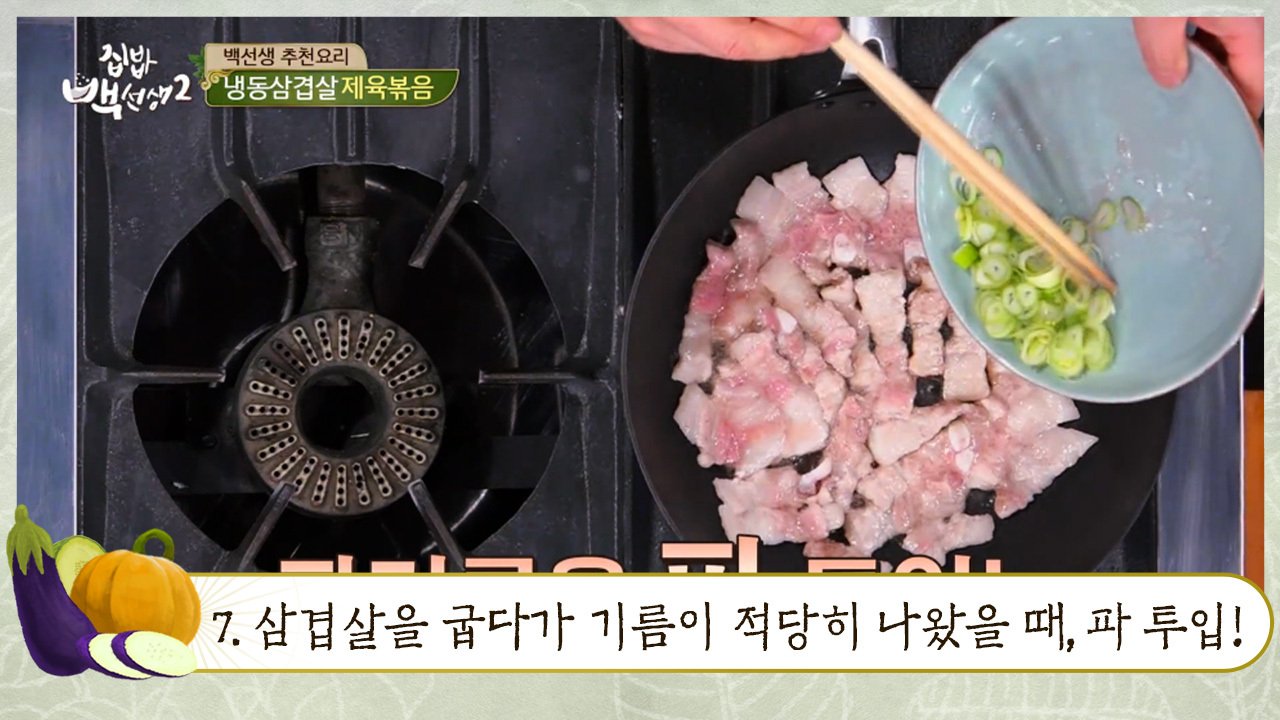 집밥
백선생2
백선생 추천요리
냉동삼겹살 제육볶음
파
7. 삼겹살을 굽다가 기름이 적당히 나왔을 때, 파 투입!